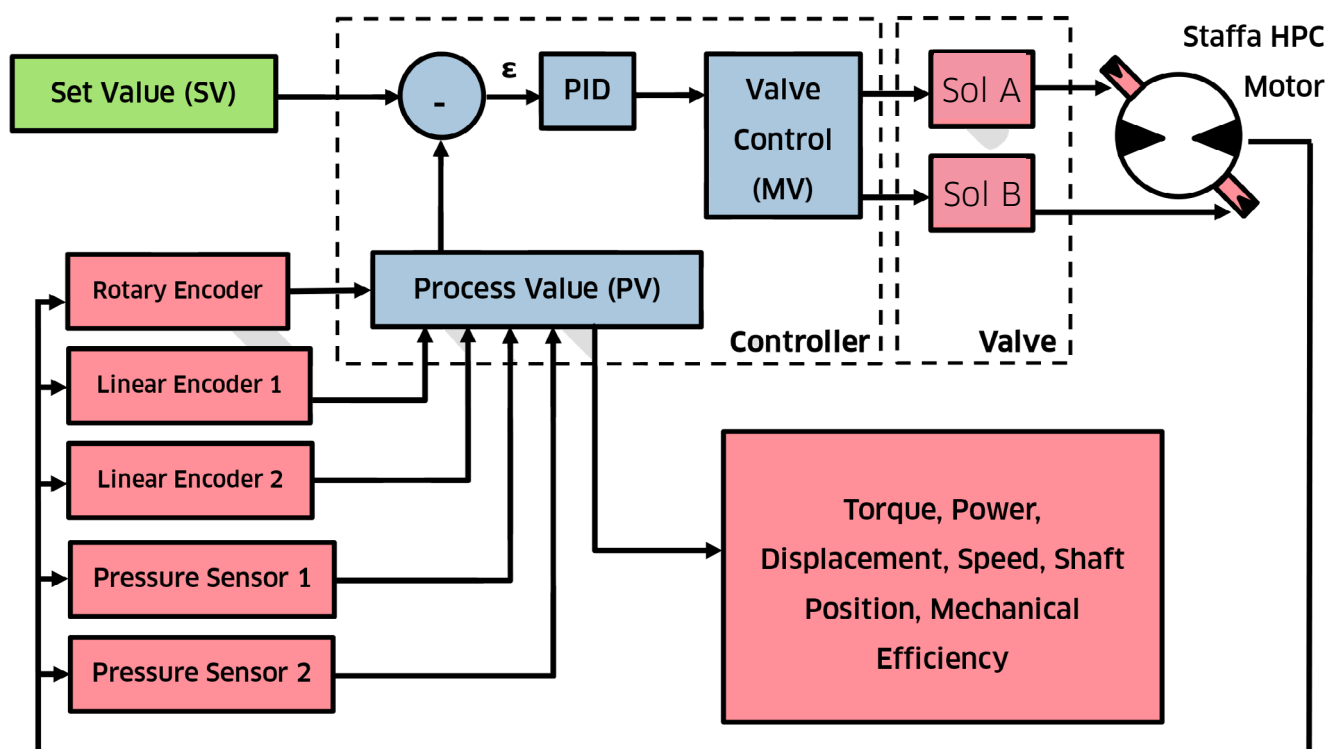 Staffa HPC
Motor
Set Value (SV)
-
ε
PID
Valve
Control
(MV)
Sol A
Sol B
Rotary Encoder
Process Value (PV)
Controller
Valve
Linear Encoder 1
Linear Encoder 2
Pressure Sensor 1
Pressure Sensor 2
Torque, Power,
Displacement, Speed, Shaft
Position, Mechanical
Efficiency